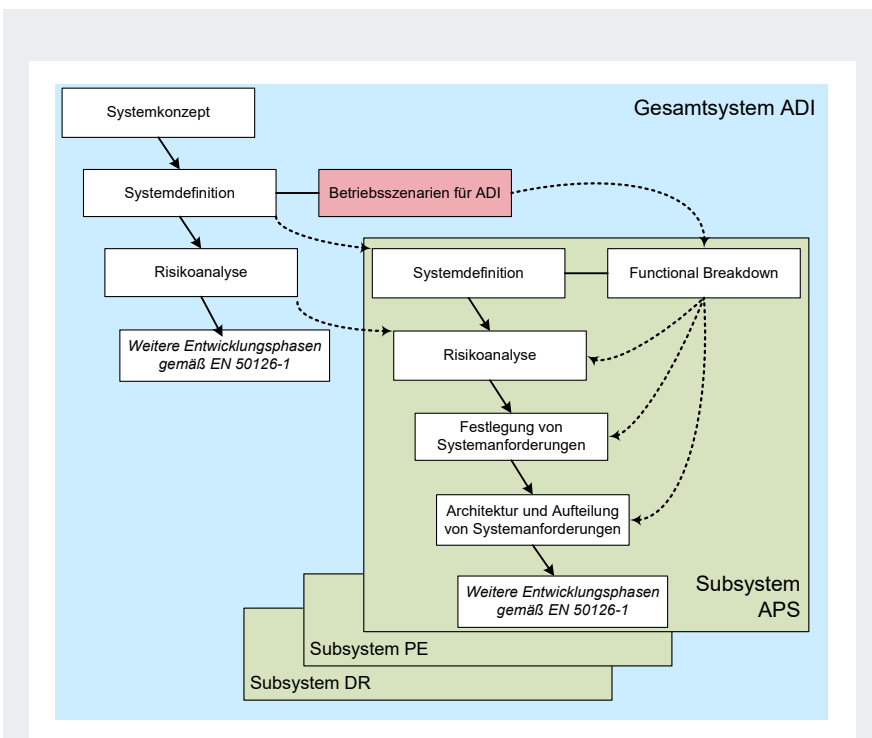 Gesamtsystem ADI
Systemkonzept
Systemdefinition
Betriebsszenarien für ADI
Risikoanalyse
Weitere Entwicklungsphasen
gemäß EN 50126-1
Systemdefinition
Functional Breakdown
Risikoanalyse
Festlegung von
Systemanforderungen
Architektur und Aufteilung
von Systemanforderungen
Weitere Entwicklungsphasen
gemäß EN 50126-1
Subsystem
APS
Subsystem PE
Subsystem DR